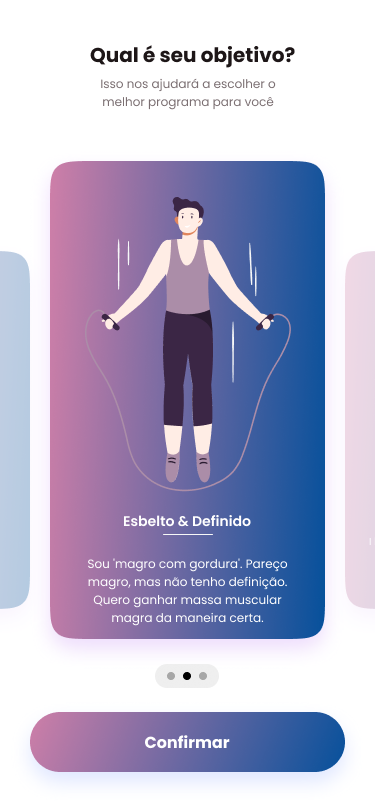 Qual é seu objetivo?
Isso nos ajudará a escolher o
melhor programa para você
Esbelto & Definido
Sou 'magro com gordura'. Pareço
magro, mas não tenho definição.
Quero ganhar massa muscular
magra da maneira certa.
Confirmar